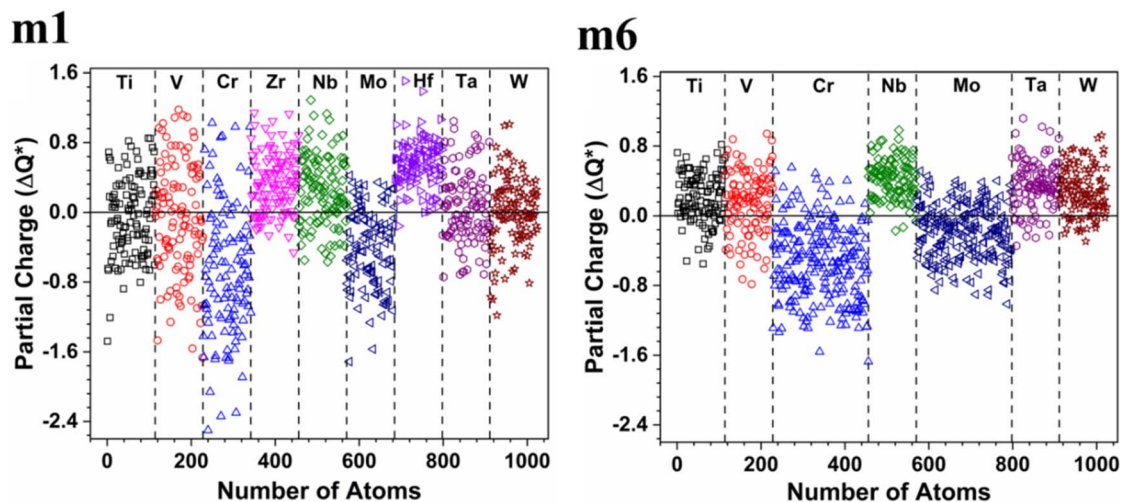 m1
m6
Ti V Cr Zr Nb Mo Hf Ta W
1.6
0.8
0.0
-0.8
-1.6
-2.4
Partial Charge (ΔQ*)
0 200 400 600 800 1000
Number of Atoms
Ti V Cr Nb Mo Ta W
1.6
0.8
0.0
-0.8
-1.6
-2.4
Partial Charge (ΔQ*)
0 200 400 600 800 1000
Number of Atoms